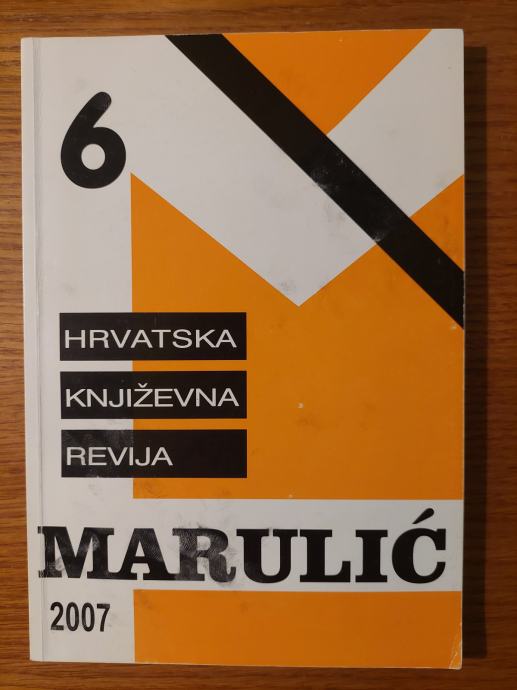 6
HRVATSKA
KNJIŽEVNA
REVIJA
MARULIĆ
2007